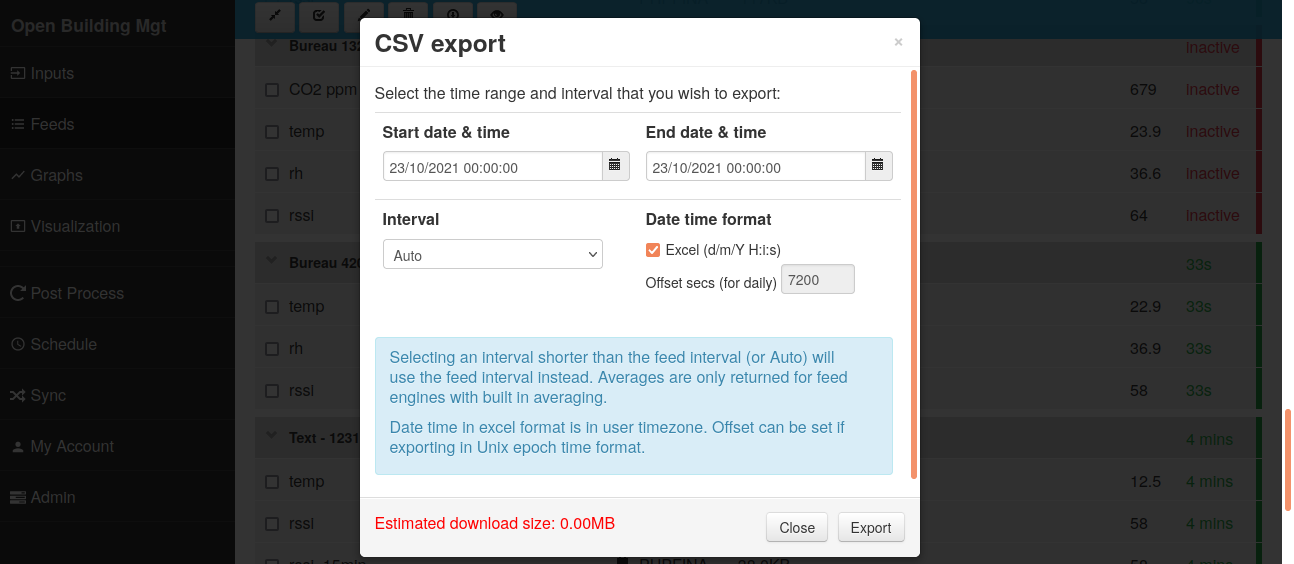 Open Building Mgt
Inputs
Feeds
Graphs
Visualization
Post Process
Schedule
Sync
My Account
Admin
Bureau 132
inactive
CO2 ppm
679 inactive
temp
23.9 inactive
rh
36.6 inactive
rssI
64 inactive
Bureau 420
33s
temp
22.9 33s
rh
36.9 33s
rssI
58 33s
Text - 1231
4 mins
temp
12.5 4 mins
rssI
58 4 mins
CSV export
×
Select the time range and interval that you wish to export:
Start date & time End date & time
23/10/2021 00:00:00 23/10/2021 00:00:00
Interval Date time format
Auto
Excel (d/m/Y H:i:s)
Offset secs (for daily) 7200
Selecting an interval shorter than the feed interval (or Auto) will
use the feed interval instead. Averages are only returned for feed
engines with built in averaging.
Date time in excel format is in user timezone. Offset can be set if
exporting in Unix epoch time format.
Estimated download size: 0.00MB
Close Export